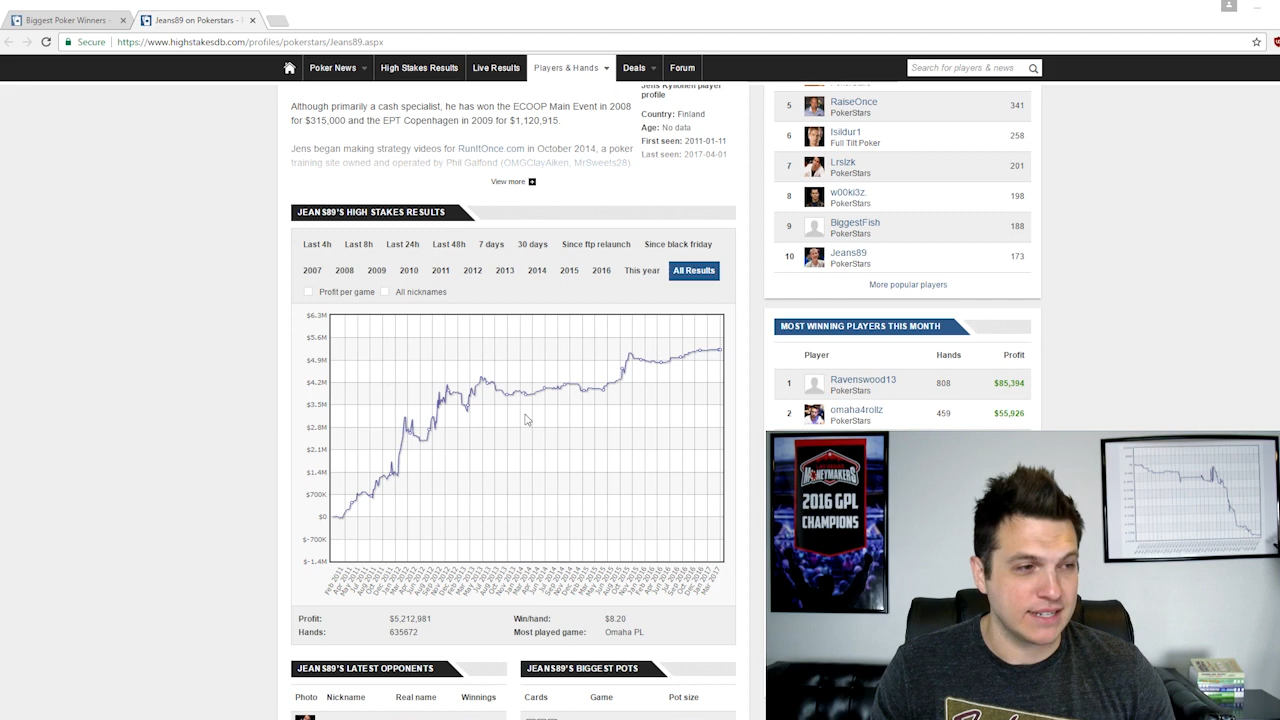 Biggest Poker Winners -
Jeans89 on Pokerstars -
Secure
https://www.highstakesdb.com/profiles/pokerstars/Jeans89.aspx
Poker News
High Stakes Results
Live Results
Players & Hands
Deals
Forum
Search for players & news
Although primarily a cash specialist, he has won the ECOOP Main Event in 2008
for $315,000 and the EPT Copenhagen in 2009 for $1,120,915.
Jens began making strategy videos for RunItOnce.com in October 2014, a poker
training site owned and operated by Phil Galfond (OMGClayAiken, MrSweets28).
View more
Jens Kyllönen player
profile
Country: Finland
Age: No data
First seen: 2011-01-11
Last seen: 2017-04-01
JEANS89'S HIGH STAKES RESULTS
Last 4h
Last 8h
Last 24h
Last 48h
7 days
30 days
Since ftp relaunch
Since black friday
2007
2008
2009
2010
2011
2012
2013
2014
2015
2016
This year
All Results
Profit per game
All nicknames
$6.3M
$5.6M
$4.9M
$4.2M
$3.5M
$2.8M
$2.1M
$1.4M
$700K
$0
$-700K
$-1.4M
Profit:
$5,212,981
Win/hand:
$8.20
Hands:
635672
Most played game:
Omaha PL
JEANS89'S LATEST OPPONENTS
Photo
Nickname
Real name
Winnings
JEANS89'S BIGGEST POTS
Cards
Game
Pot size
5
RaiseOnce
PokerStars
341
6
Isildur1
Full Tilt Poker
258
7
Lrslzk
PokerStars
201
8
w00ki3z.
PokerStars
198
9
BiggestFish
PokerStars
188
10
Jeans89
PokerStars
173
More popular players
MOST WINNING PLAYERS THIS MONTH
Player
Hands
Profit
1
Ravenswood13
PokerStars
808
$85,394
2
omaha4rollz
PokerStars
459
$55,926
LAS VEGAS
MONEYMAKERS
2016 GPL
CHAMPIONS